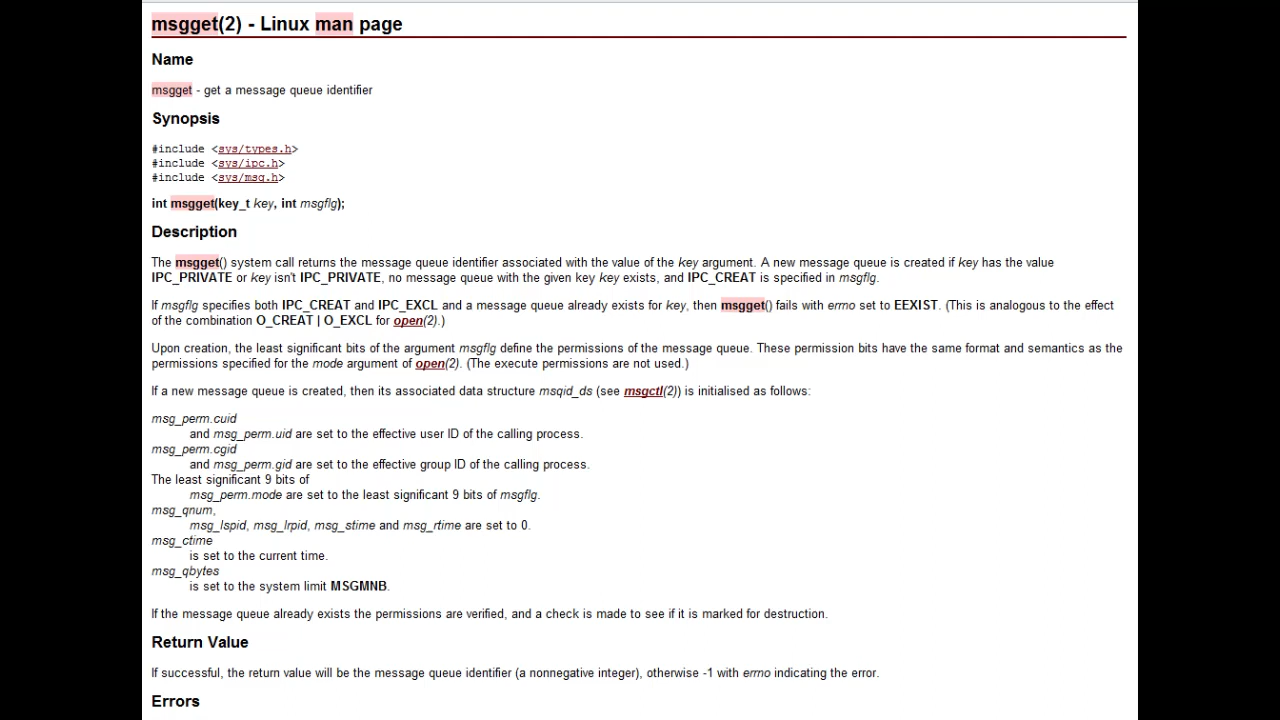 msgget(2) - Linux man page
Name
msgget - get a message queue identifier
Synopsis
#include <sys/types.h>
#include <sys/ipc.h>
#include <sys/msg.h>
int msgget(key_t key, int msgflg);
Description
The msgget() system call returns the message queue identifier associated with the value of the key argument. A new message queue is created if key has the value
IPC_PRIVATE or key isn't IPC_PRIVATE, no message queue with the given key key exists, and IPC_CREAT is specified in msgflg.
If msgflg specifies both IPC_CREAT and IPC_EXCL and a message queue already exists for key, then msgget() fails with errno set to EEXIST. (This is analogous to the effect
of the combination O_CREAT | O_EXCL for open(2).)
Upon creation, the least significant bits of the argument msgflg define the permissions of the message queue. These permission bits have the same format and semantics as the
permissions specified for the mode argument of open(2). (The execute permissions are not used.)
If a new message queue is created, then its associated data structure msqid_ds (see msgctl(2)) is initialised as follows:
msg_perm.cuid
and msg_perm.uid are set to the effective user ID of the calling process.
msg_perm.cgid
and msg_perm.gid are set to the effective group ID of the calling process.
The least significant 9 bits of
msg_perm.mode are set to the least significant 9 bits of msgflg.
msg_qnum,
msg_lspid, msg_lrpid, msg_stime and msg_rtime are set to 0.
msg_ctime
is set to the current time.
msg_qbytes
is set to the system limit MSGMNB.
If the message queue already exists the permissions are verified, and a check is made to see if it is marked for destruction.
Return Value
If successful, the return value will be the message queue identifier (a nonnegative integer), otherwise -1 with errno indicating the error.
Errors